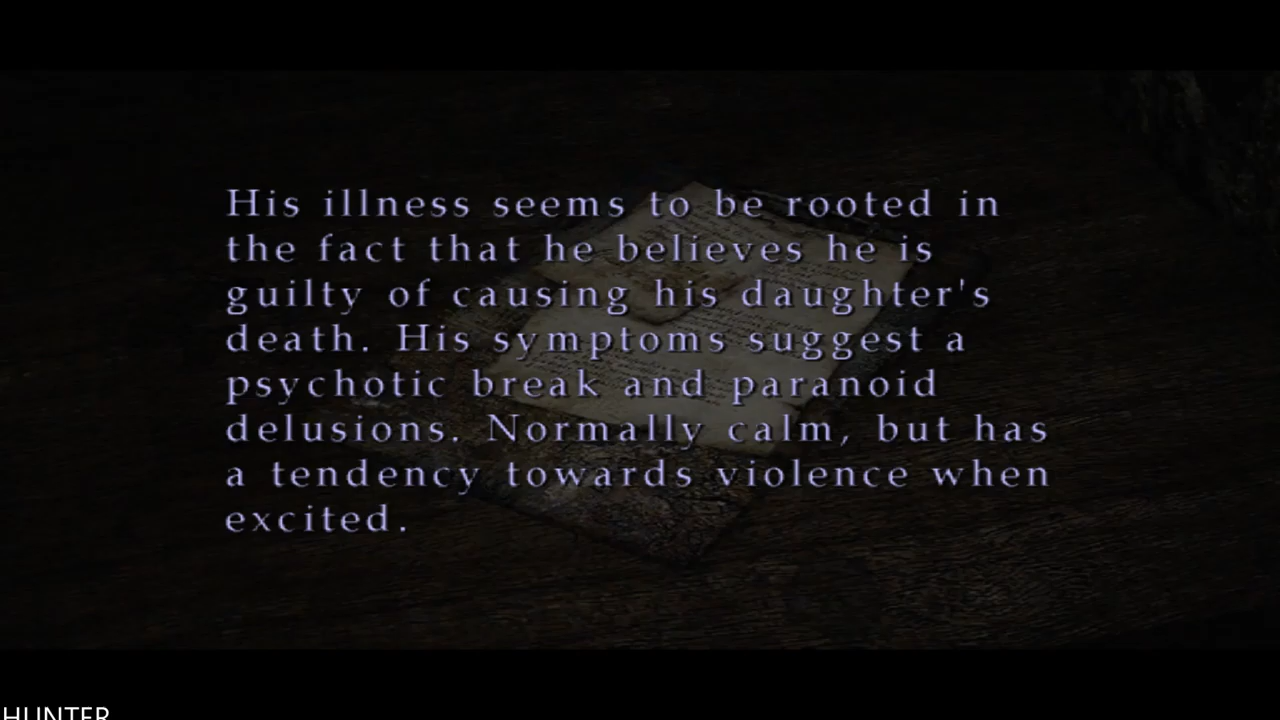 His illness seems to be rooted in
the fact that he believes he is
guilty of causing his daughter's
death. His symptoms suggest a
psychotic break and paranoid
delusions. Normally calm, but has
a tendency towards violence when
excited.
HUNTER